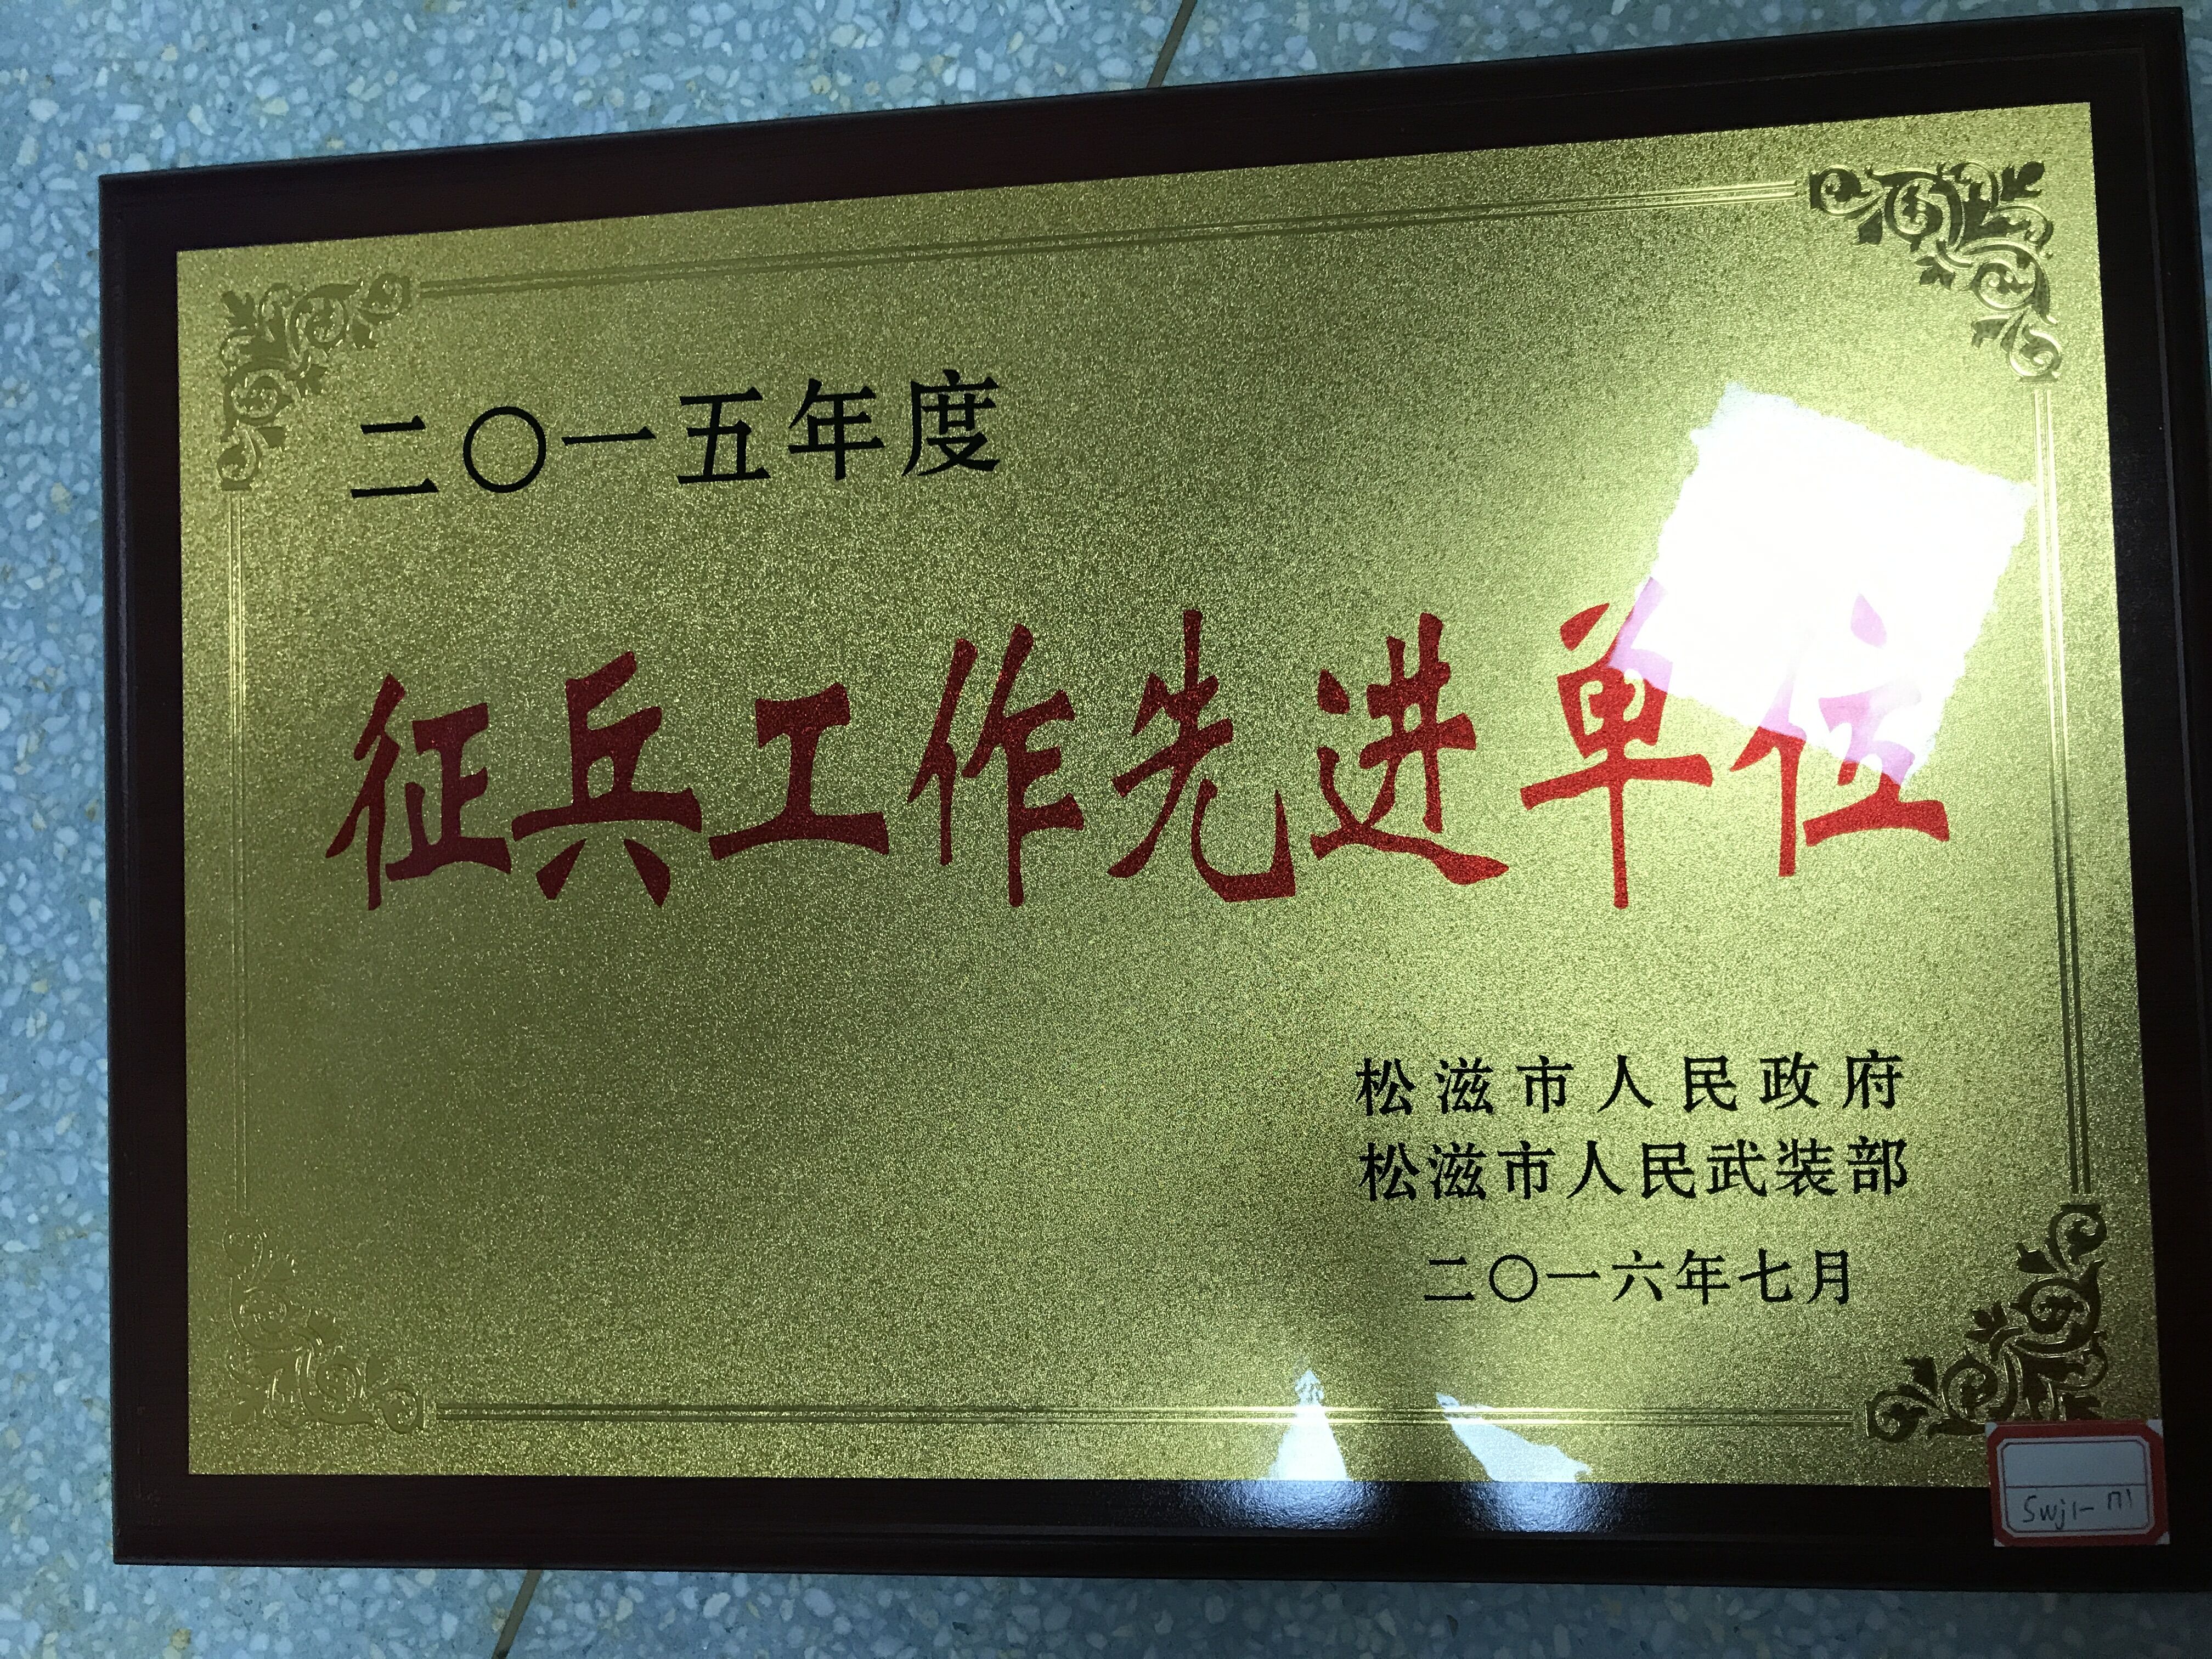 二〇一五年度
征兵工作先进单位
松滋市人民政府
松滋市人民武装部
二〇一六年七月